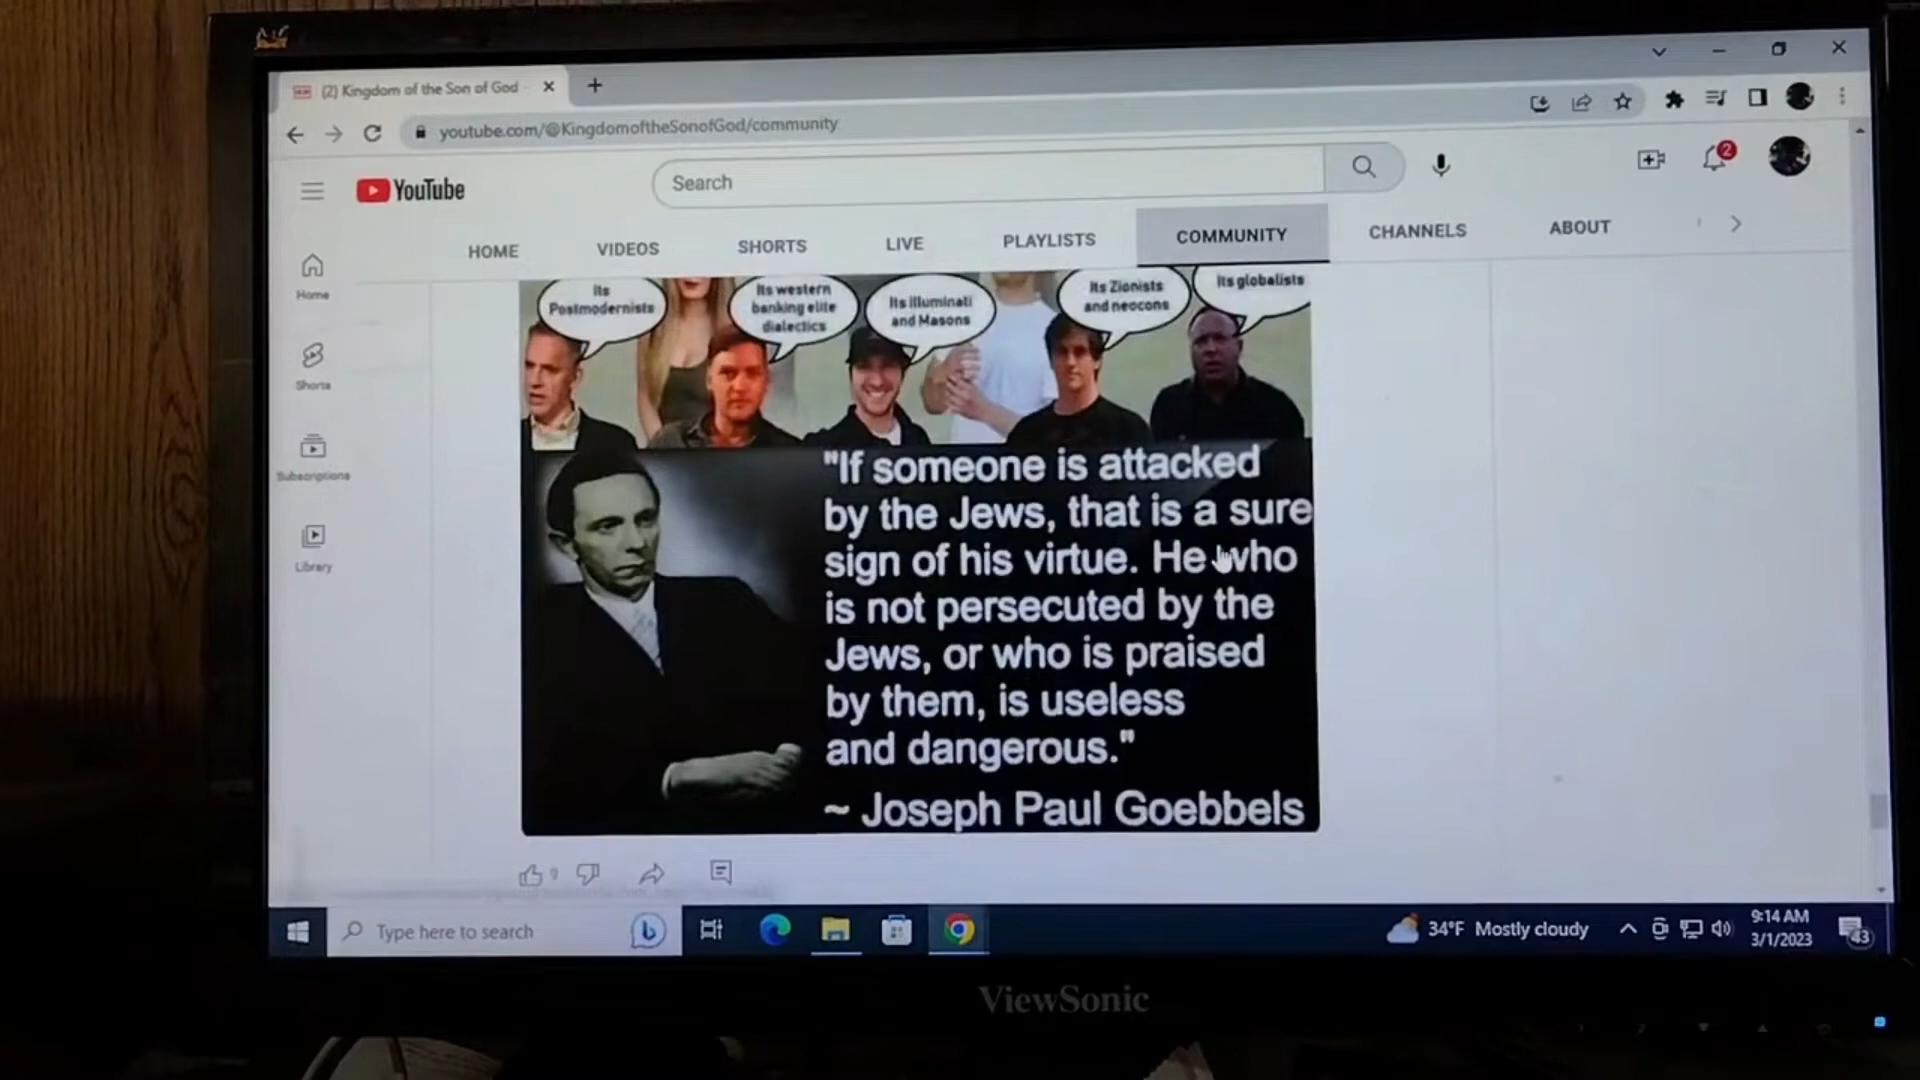 (2) Kingdom of the Son of God
youtube.com/@KingdomoftheSonofGod/community
YouTube
Search
2
HOME
VIDEOS
SHORTS
LIVE
PLAYLISTS
COMMUNITY
CHANNELS
ABOUT
Home
Shorts
Subscriptions
Library
Its
Postmodernists
Its western
banking elite
dialectics
Its illuminati
and Masons
Its Zionists
and neocons
Its globalists
"If someone is attacked
by the Jews, that is a sure
sign of his virtue. He who
is not persecuted by the
Jews, or who is praised
by them, is useless
and dangerous."
~ Joseph Paul Goebbels
9
Type here to search
34°F Mostly cloudy
9:14 AM
3/1/2023
43
ViewSonic